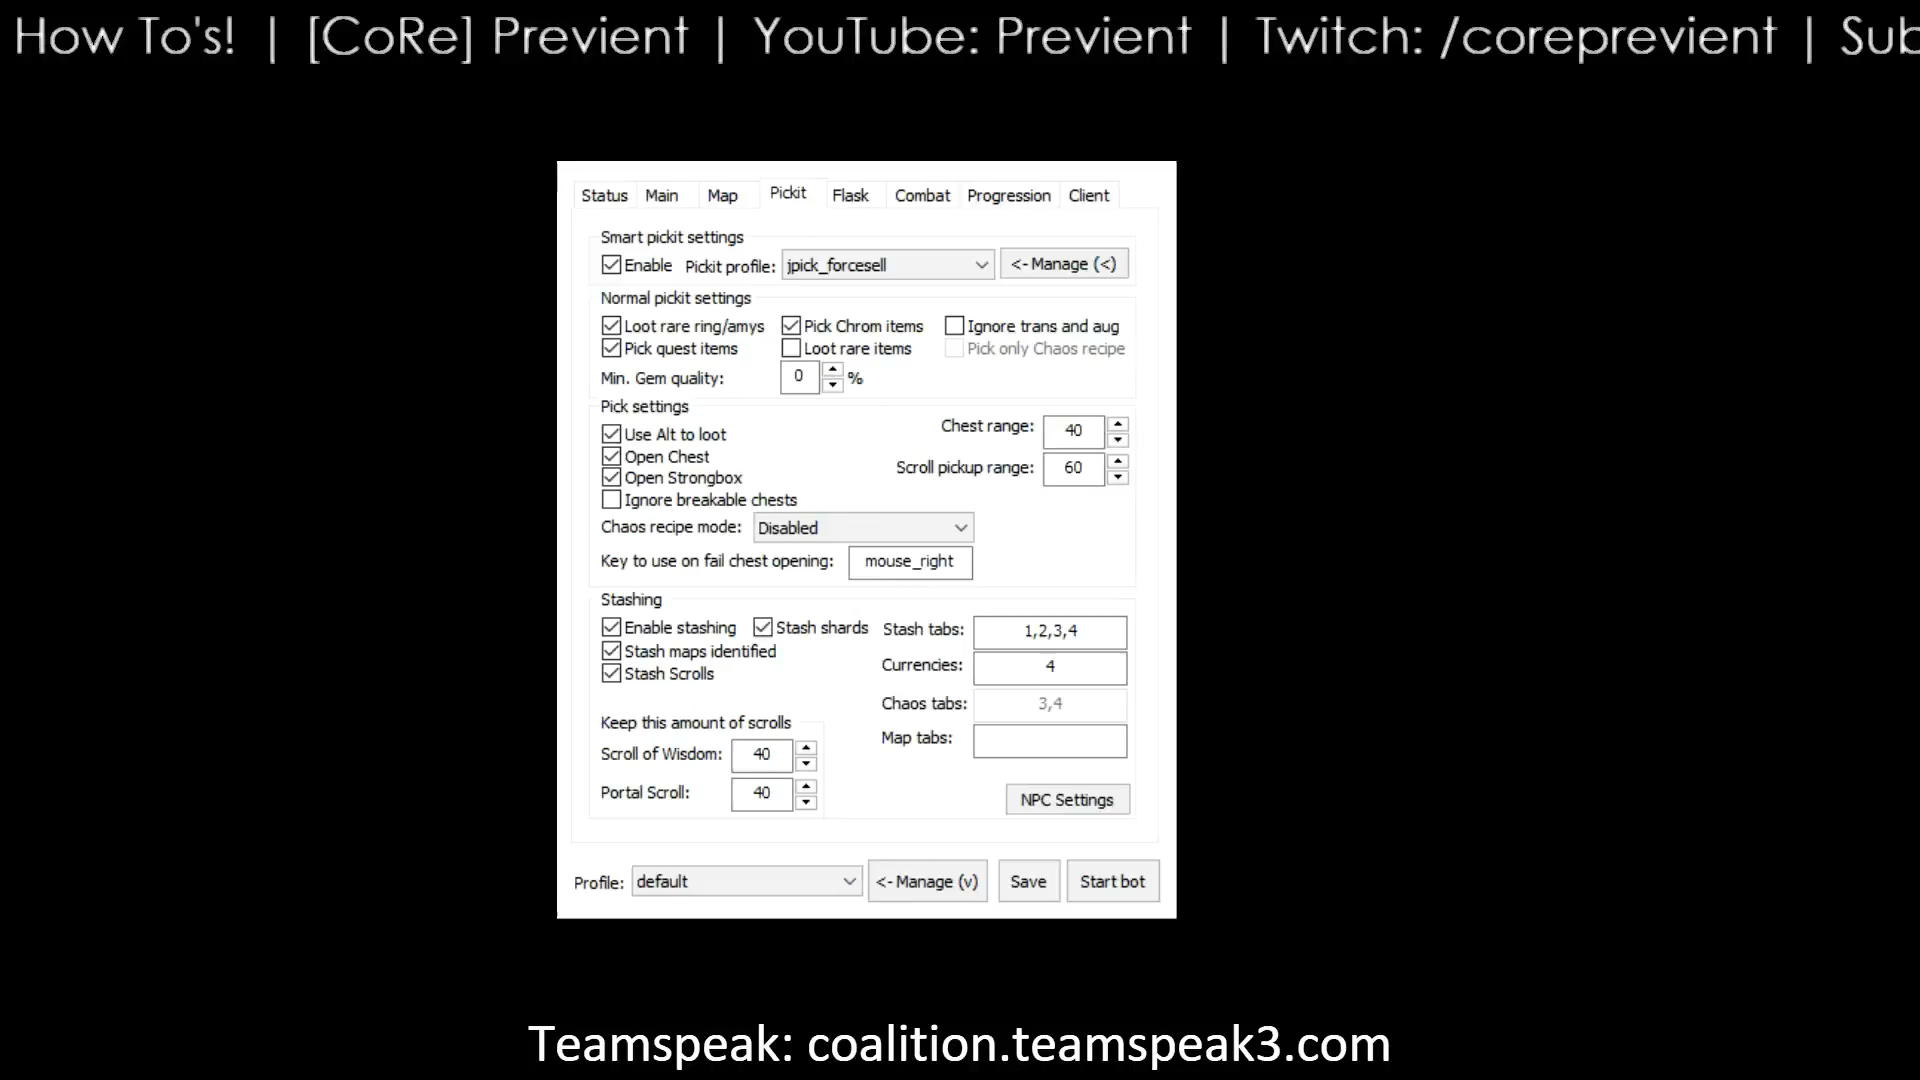 How To's! | [CoRe] Previent | YouTube: Previent | Twitch: /coreprevient | Sub
Status Main Map Pickit Flask Combat Progression Client
Smart pickit settings
Enable Pickit profile: jpick_forcesell <- Manage (<)
Normal pickit settings
Loot rare ring/amys Pick Chrom items Ignore trans and aug
Pick quest items Loot rare items Pick only Chaos recipe
Min. Gem quality: 0 %
Pick settings
Use Alt to loot Chest range: 40
Open Chest
Open Strongbox Scroll pickup range: 60
Ignore breakable chests
Chaos recipe mode: Disabled
Key to use on fail chest opening: mouse_right
Stashing
Enable stashing Stash shards Stash tabs: 1,2,3,4
Stash maps identified
Stash Scrolls Currencies: 4
Chaos tabs: 3,4
Keep this amount of scrolls
Map tabs:
Scroll of Wisdom: 40
Portal Scroll: 40
NPC Settings
Profile: default <- Manage (v) Save Start bot
Teamspeak: coalition.teamspeak3.com